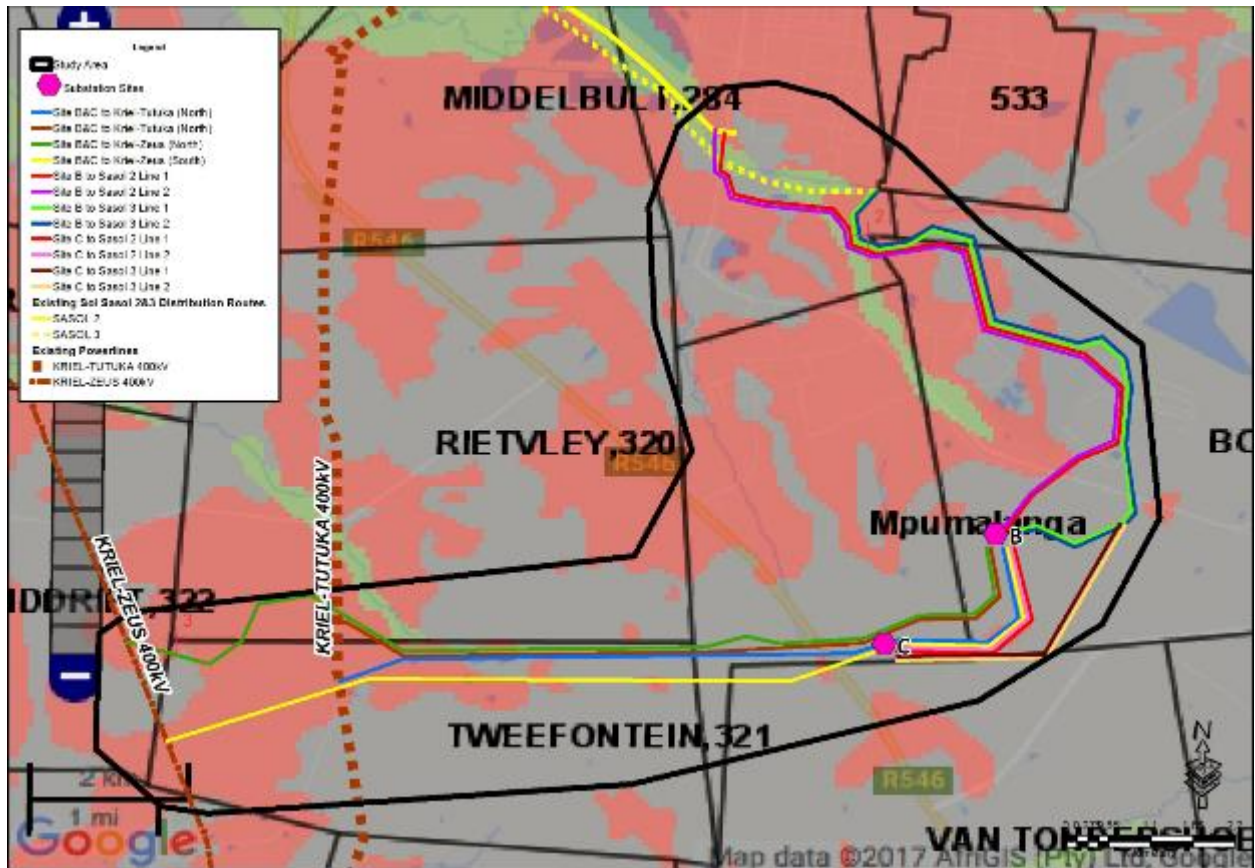 Legend
Study Area
Substation Sites
Site B&C to Kriel-Tutuka (North)
Site B&C to Kriel-Tutuka (North)
Site B&C to Kriel-Zeus (North)
Site B&C to Kriel-Zeus (South)
Site B to Sasol 2 Line 1
Site B to Sasol 2 Line 2
Site B to Sasol 3 Line 1
Site B to Sasol 3 Line 2
Site C to Sasol 2 Line 1
Site C to Sasol 2 Line 2
Site C to Sasol 3 Line 1
Site C to Sasol 3 Line 2
Existing Sol Sasol 2&3 Distribution Routes
SASOL 2
SASOL 3
Existing Powerlines
KRIEL-TUTUKA 400kV
KRIEL-ZEUS 400kV
MIDDELBULT,284
533
2
R546
RIETVLEY,320
R546
BO
Mpumalanga
B
KRIEL-TUTUKA 400kV
KRIEL-ZEUS 400kV
,322
3
C
TWEEFONTEIN,321
N
R546
2 km
1 mi
Google
VAN
Map data ©2017 AfriGIS (Pty) Ltd, Google